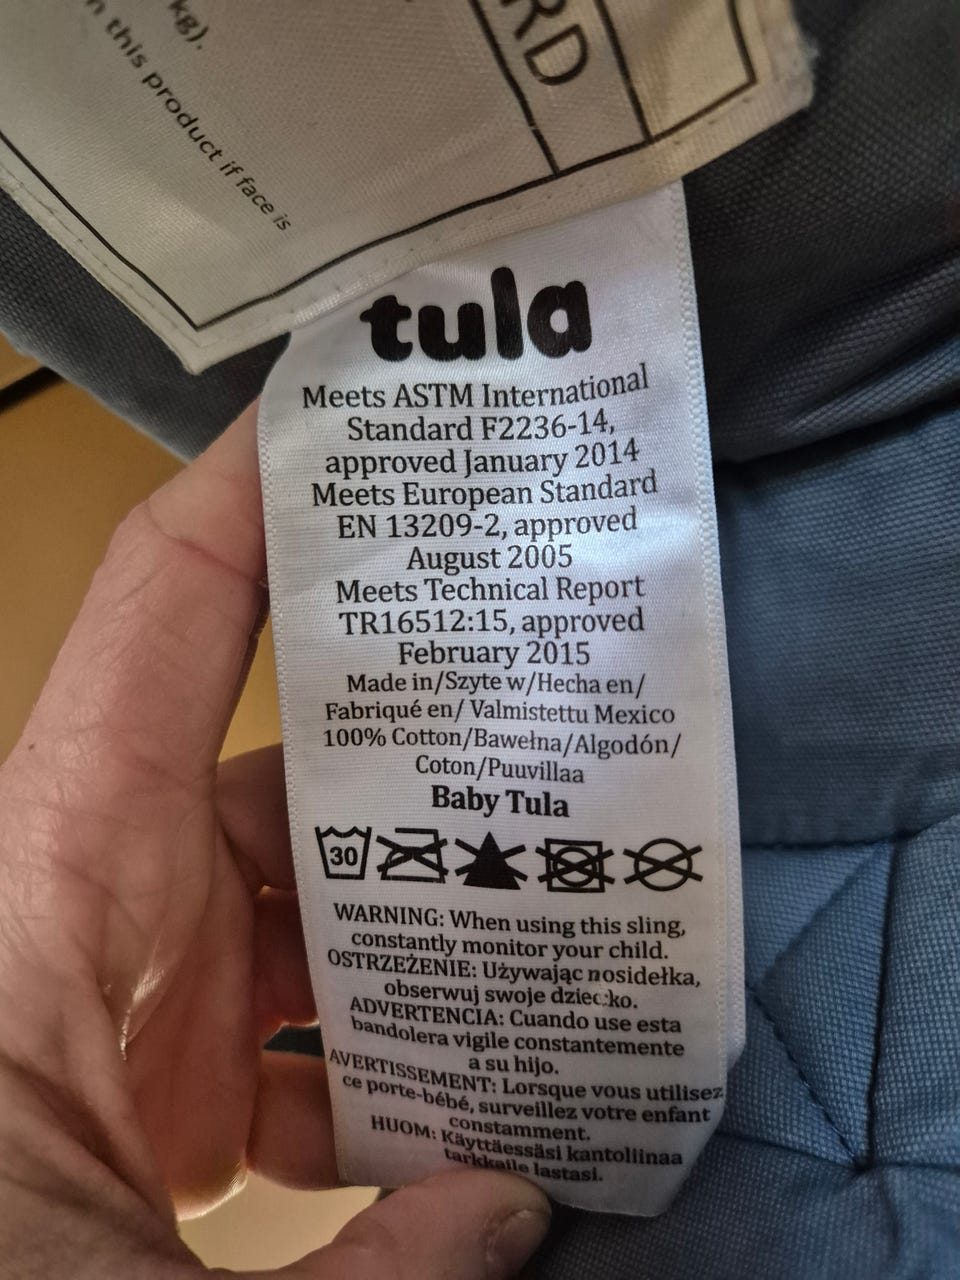 kg).
this product if face is
RD
tula
Meets ASTM International
Standard F2236-14,
approved January 2014
Meets European Standard
EN 13209-2, approved
August 2005
Meets Technical Report
TR16512:15, approved
February 2015
Made in/Szyte w/Hecha en/
Fabriqué en/ Valmistettu Mexico
100% Cotton/Bawełna/Algodón/
Coton/Puuvillaa
Baby Tula
30
WARNING: When using this sling,
constantly monitor your child.
OSTRZEŻENIE: Używając nosidełka,
obserwuj swoje dziecko.
ADVERTENCIA: Cuando use esta
bandolera vigile constantemente
a su hijo.
AVERTISSEMENT: Lorsque vous utilisez
ce porte-bébé, surveillez votre enfant
constamment.
HUOM: Käyttäessäsi kantoliinaa
tarkkaile lastasi.